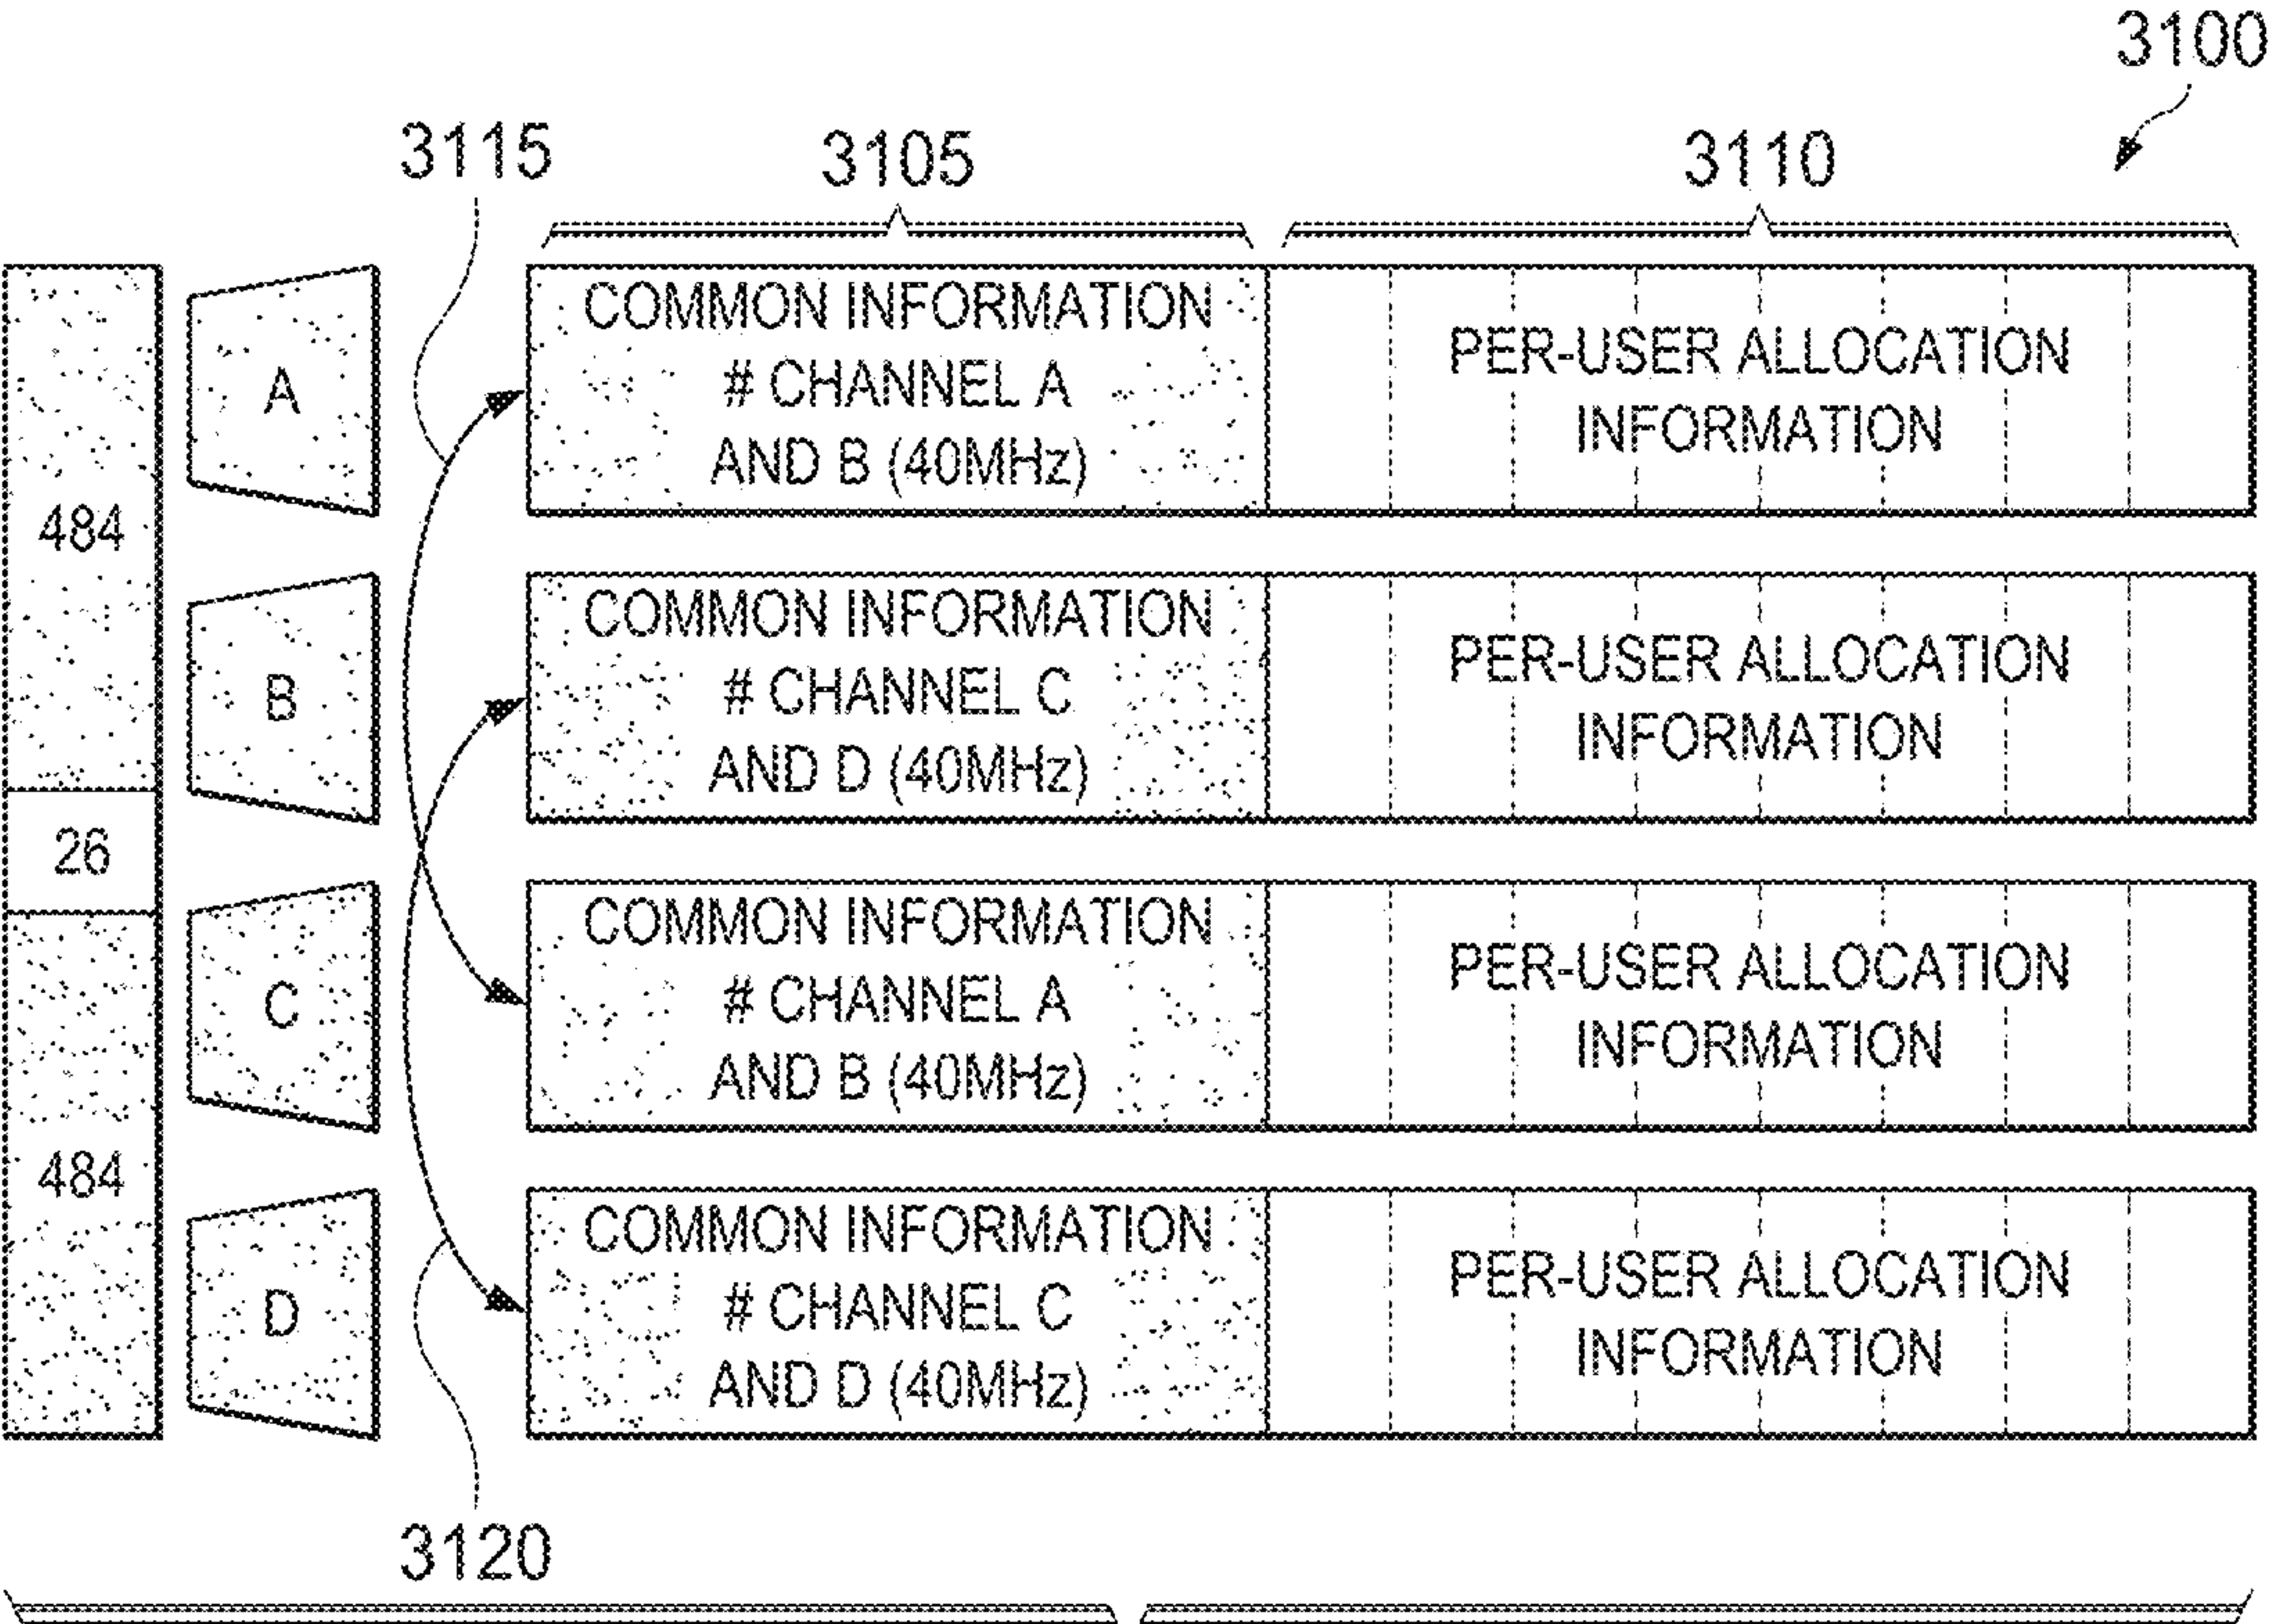 3100
3115
3105
3110
484
26
484
A
B
C
D
COMMON INFORMATION
# CHANNEL A
AND B (40MHz)
PER-USER ALLOCATION
INFORMATION
COMMON INFORMATION
# CHANNEL C
AND D (40MHz)
PER-USER ALLOCATION
INFORMATION
COMMON INFORMATION
# CHANNEL A
AND B (40MHz)
PER-USER ALLOCATION
INFORMATION
COMMON INFORMATION
# CHANNEL C
AND D (40MHz)
PER-USER ALLOCATION
INFORMATION
3120